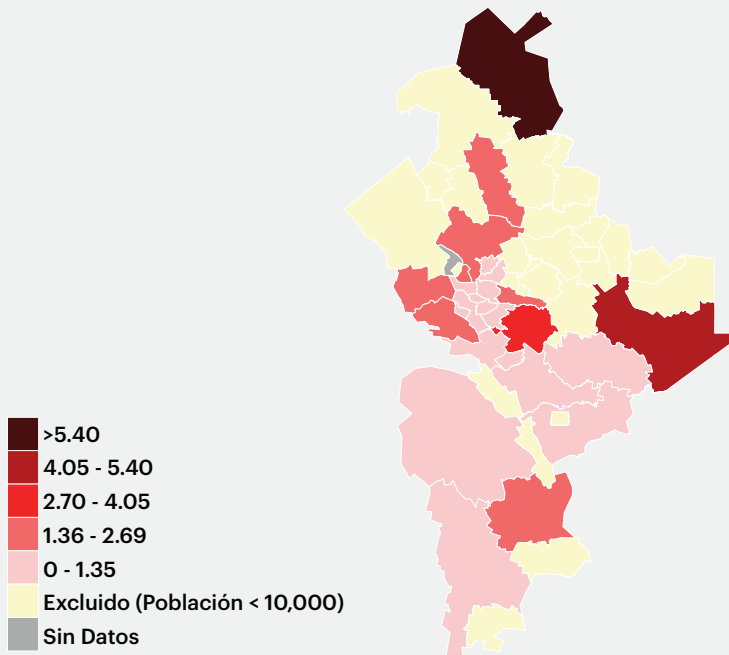 >5.40
4.05 - 5.40
2.70 - 4.05
1.36 - 2.69
0 - 1.35
Excluido (Población < 10,000)
Sin Datos